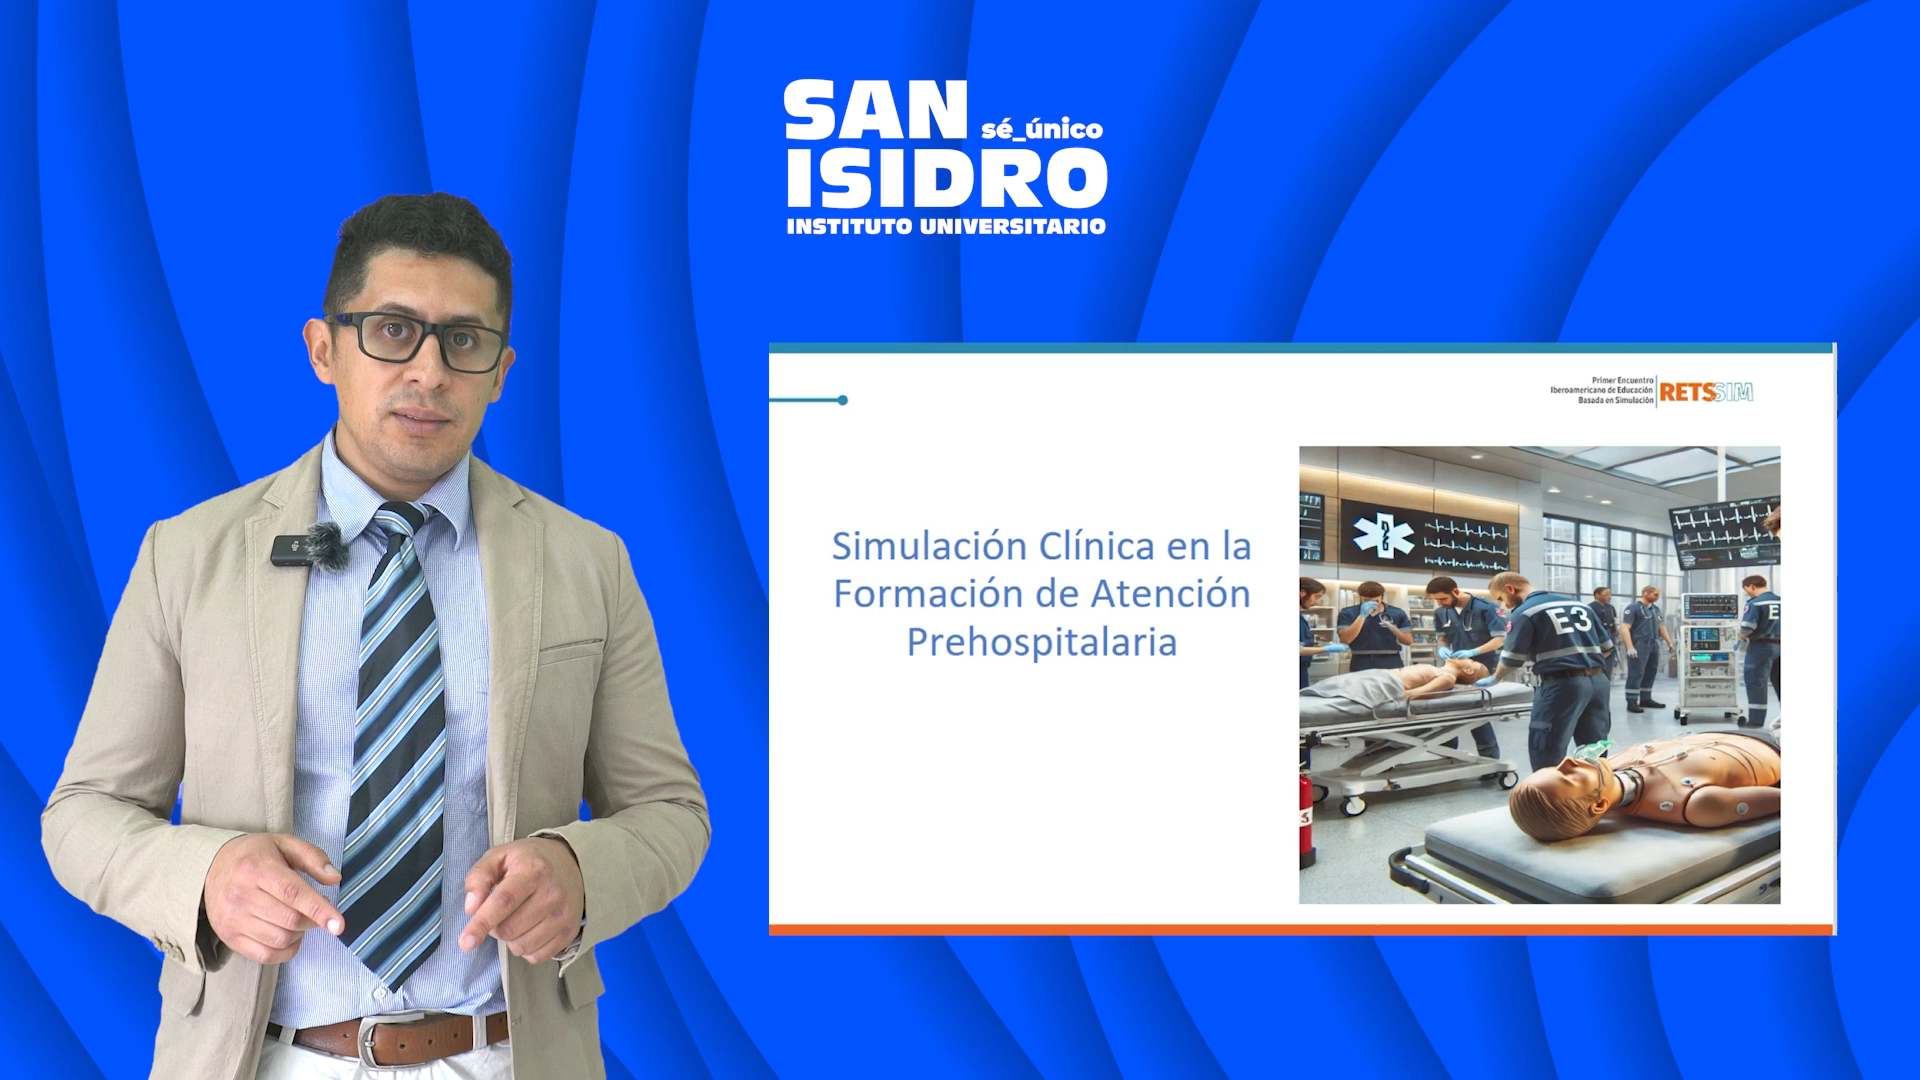 SAN sé_único
ISIDRO
INSTITUTO UNIVERSITARIO
Primer Encuentro
Iberoamericano de Educación
Basada en Simulación
RETSSIM
Simulación Clínica en la
Formación de Atención
Prehospitalaria
E3
E